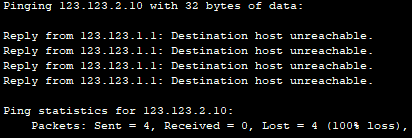 Pinging 123.123.2.10 with 32 bytes of data:
Reply from 123.123.1.1: Destination host unreachable.
Reply from 123.123.1.1: Destination host unreachable.
Reply from 123.123.1.1: Destination host unreachable.
Reply from 123.123.1.1: Destination host unreachable.
Ping statistics for 123.123.2.10:
Packets: Sent = 4, Received = 0, Lost = 4 (100% loss),